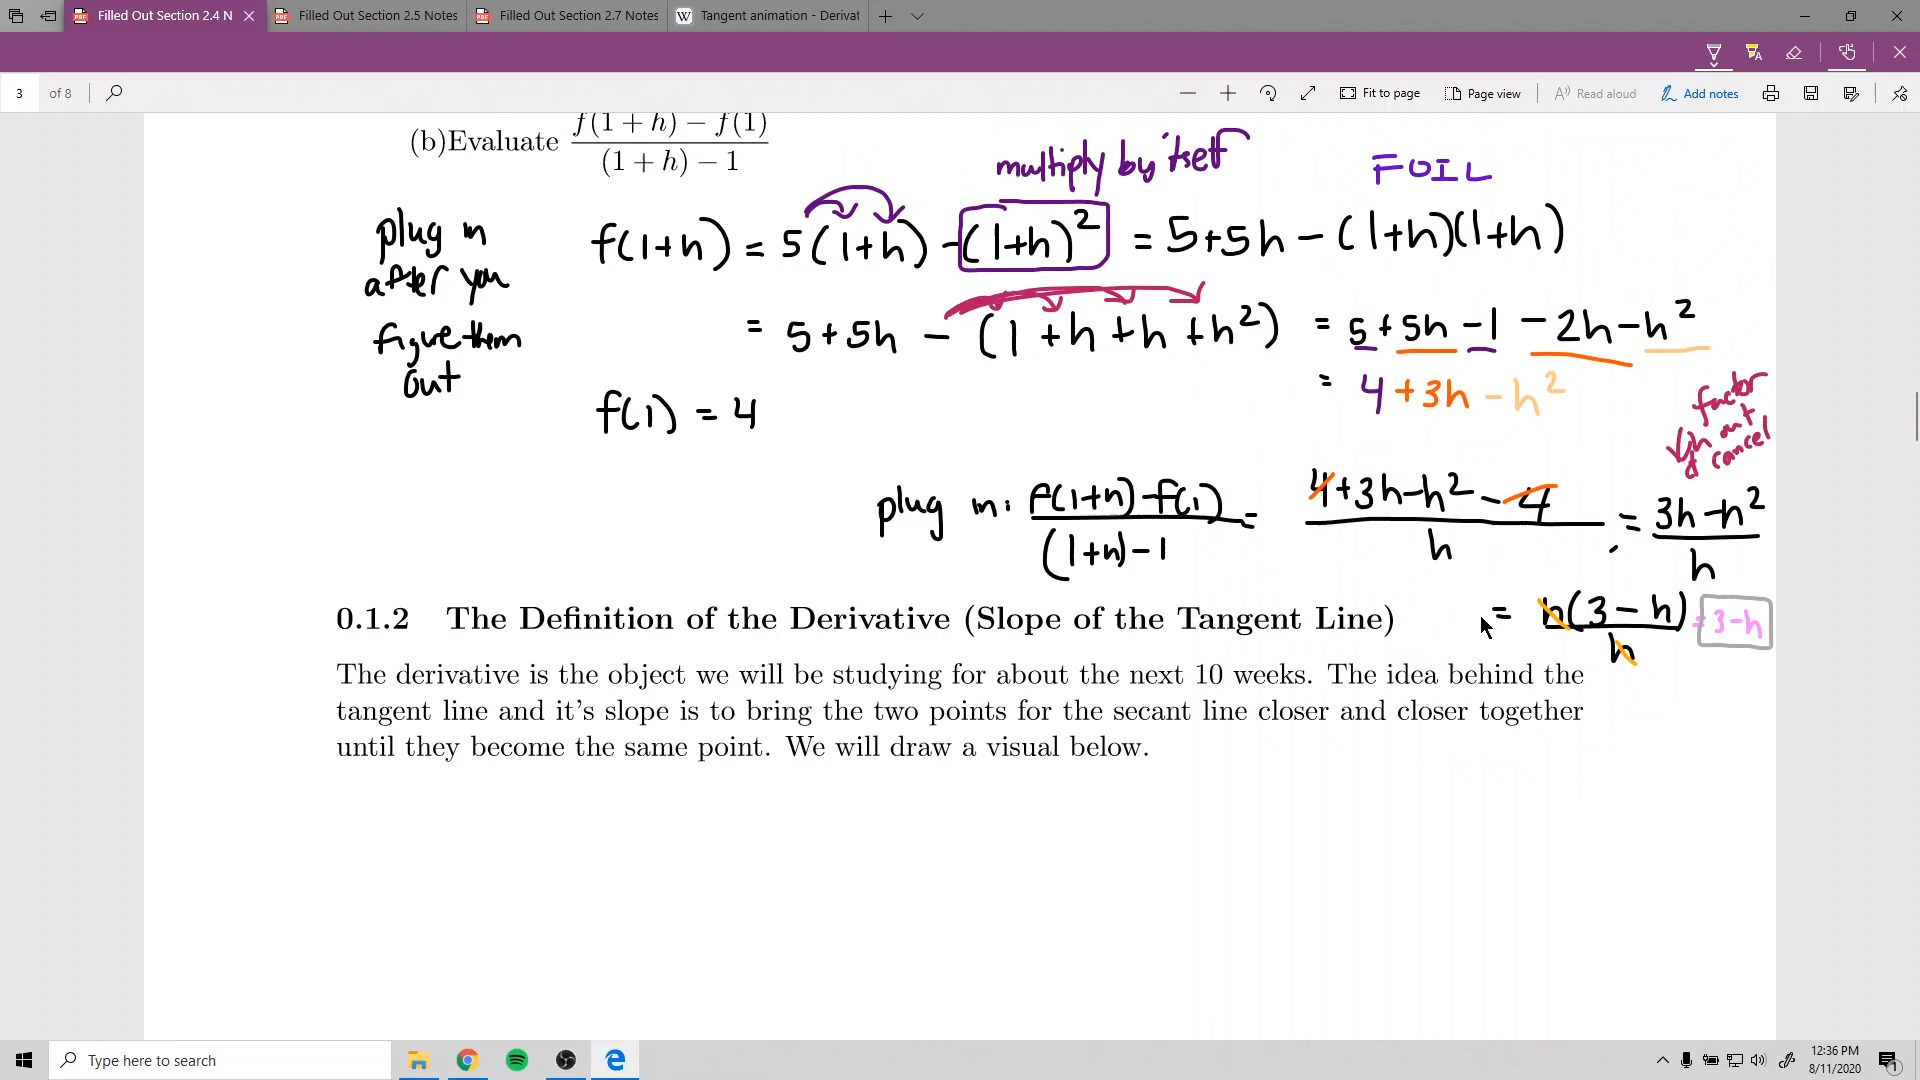 Filled Out Section 2.4 N
Filled Out Section 2.5 Notes
Filled Out Section 2.7 Notes
W Tangent animation - Derivat
3 of 8
Fit to page
Page view
Read aloud
Add notes
(b)Evaluate f(1 + h) − f(1) / (1 + h) − 1
multiply by itself
FOIL
plug in
after you
figure them
out
f(1+h) = 5(1+h) - (1+h)² = 5+5h - (1+h)(1+h)
= 5+5h - (1+h+h+h²) = 5+5h-1-2h-h²
= 4+3h-h²
f(1) = 4
factor
h out
cancel
plug in: f(1+h)-f(1) / (1+h)-1 = 4+3h-h²-4 / h = 3h-h² / h
= h(3-h) / h = 3-h
0.1.2 The Definition of the Derivative (Slope of the Tangent Line)
The derivative is the object we will be studying for about the next 10 weeks. The idea behind the
tangent line and it's slope is to bring the two points for the secant line closer and closer together
until they become the same point. We will draw a visual below.
Type here to search
12:36 PM
8/11/2020
1